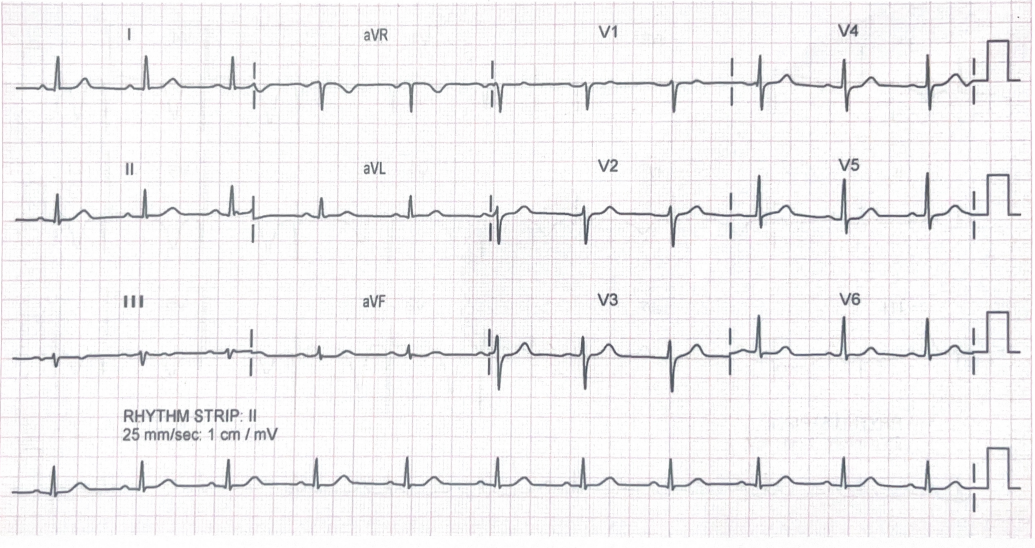 I aVR V1 V4
II aVL V2 V5
III aVF V3 V6
RHYTHM STRIP: II
25 mm/sec: 1 cm / mV